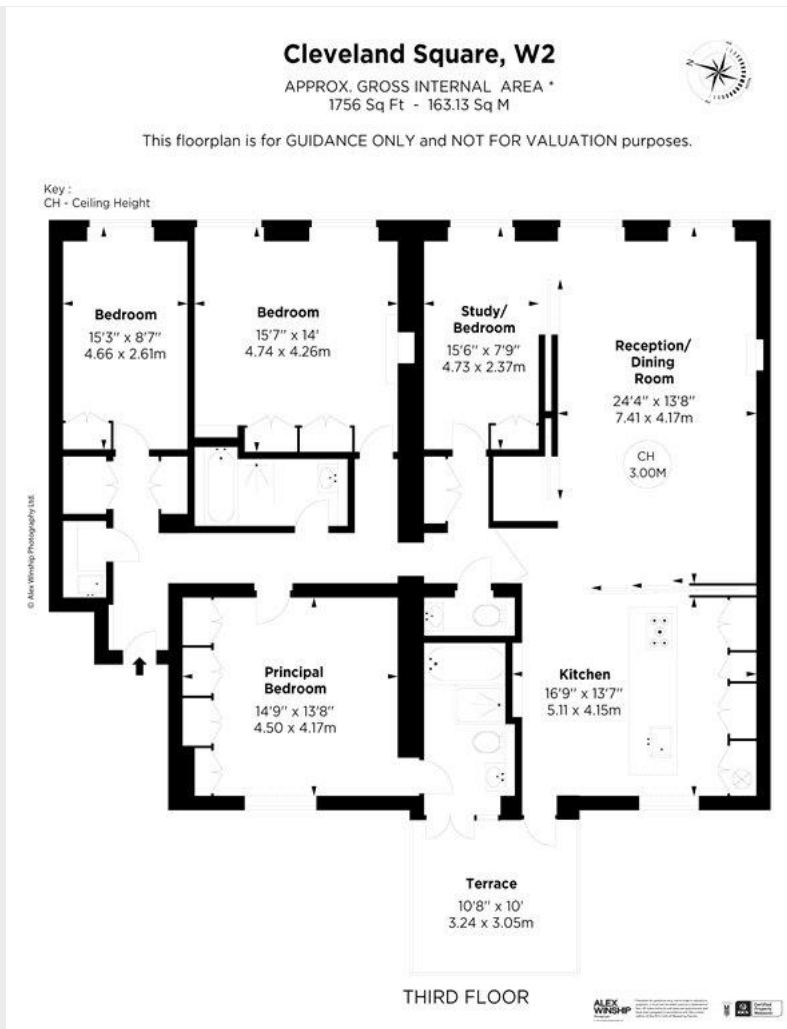 Cleveland Square, W2
APPROX. GROSS INTERNAL AREA *
1756 Sq Ft - 163.13 Sq M
This floorplan is for GUIDANCE ONLY and NOT FOR VALUATION purposes.
N
Key :
CH - Ceiling Height
Bedroom
15'3" x 8'7"
4.66 x 2.61m
Bedroom
15'7" x 14'
4.74 x 4.26m
Study/
Bedroom
15'6" x 7'9"
4.73 x 2.37m
Reception/
Dining
Room
24'4" x 13'8"
7.41 x 4.17m
CH
3.00M
© Alex Winship Photography Ltd.
Principal
Bedroom
14'9" x 13'8"
4.50 x 4.17m
Kitchen
16'9" x 13'7"
5.11 x 4.15m
Terrace
10'8" x 10'
3.24 x 3.05m
THIRD FLOOR
ALEX
WINSHIP
Certified
Property
Measurer